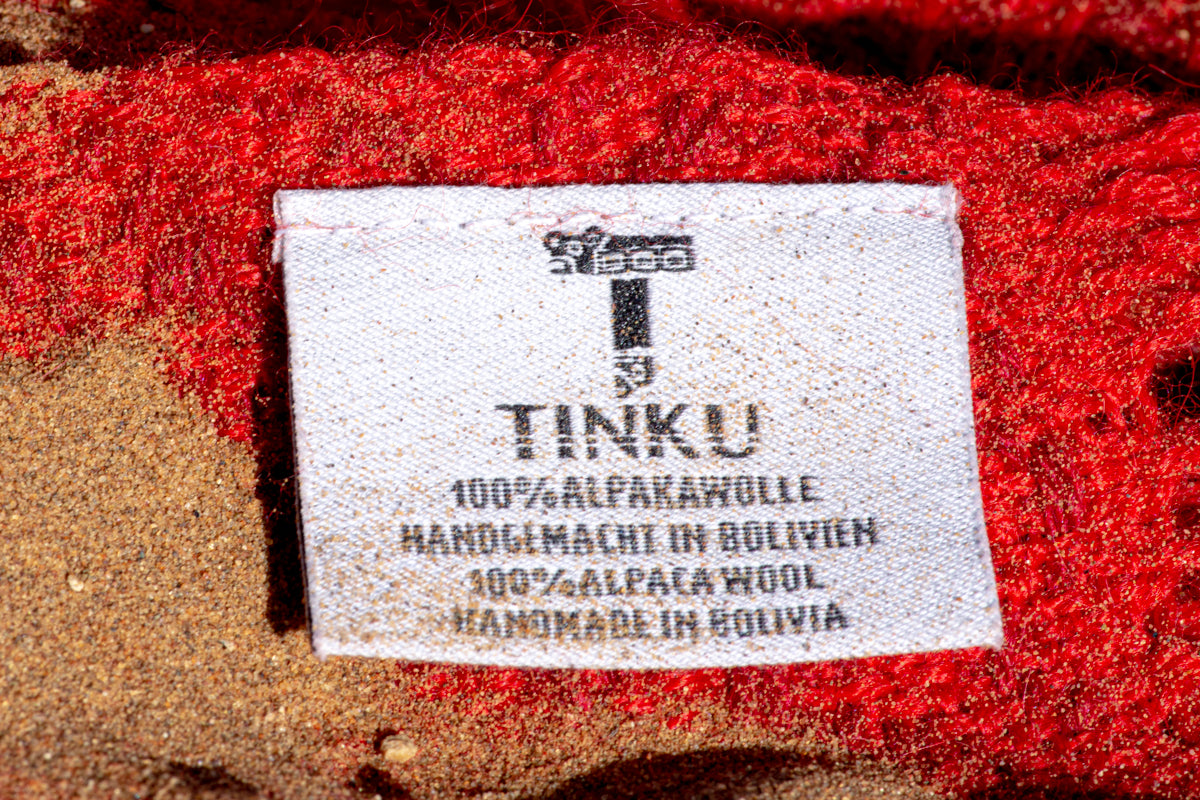 TINKU
100% ALPAKAWOLLE
HANDGEMACHT IN BOLIVIEN
100% ALPACA WOOL
HANDMADE IN BOLIVIA